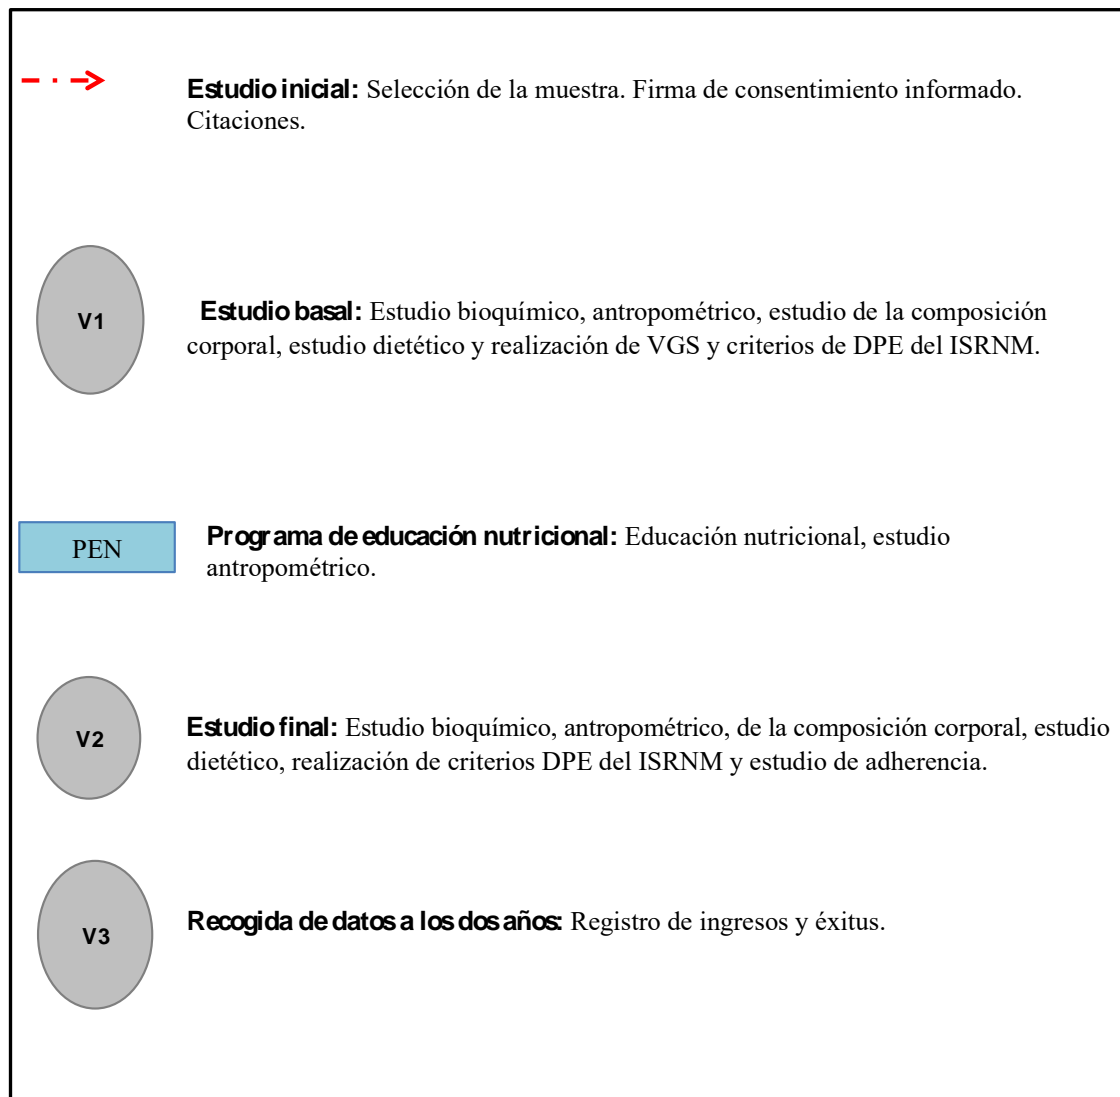 Estudio inicial: Selección de la muestra. Firma de consentimiento informado.
Citaciones.
V1
Estudio basal: Estudio bioquímico, antropométrico, estudio de la composición
corporal, estudio dietético y realización de VGS y criterios de DPE del ISRNM.
PEN
Programa de educación nutricional: Educación nutricional, estudio
antropométrico.
V2
Estudio final: Estudio bioquímico, antropométrico, de la composición corporal, estudio
dietético, realización de criterios DPE del ISRNM y estudio de adherencia.
V3
Recogida de datos a los dos años: Registro de ingresos y éxitus.